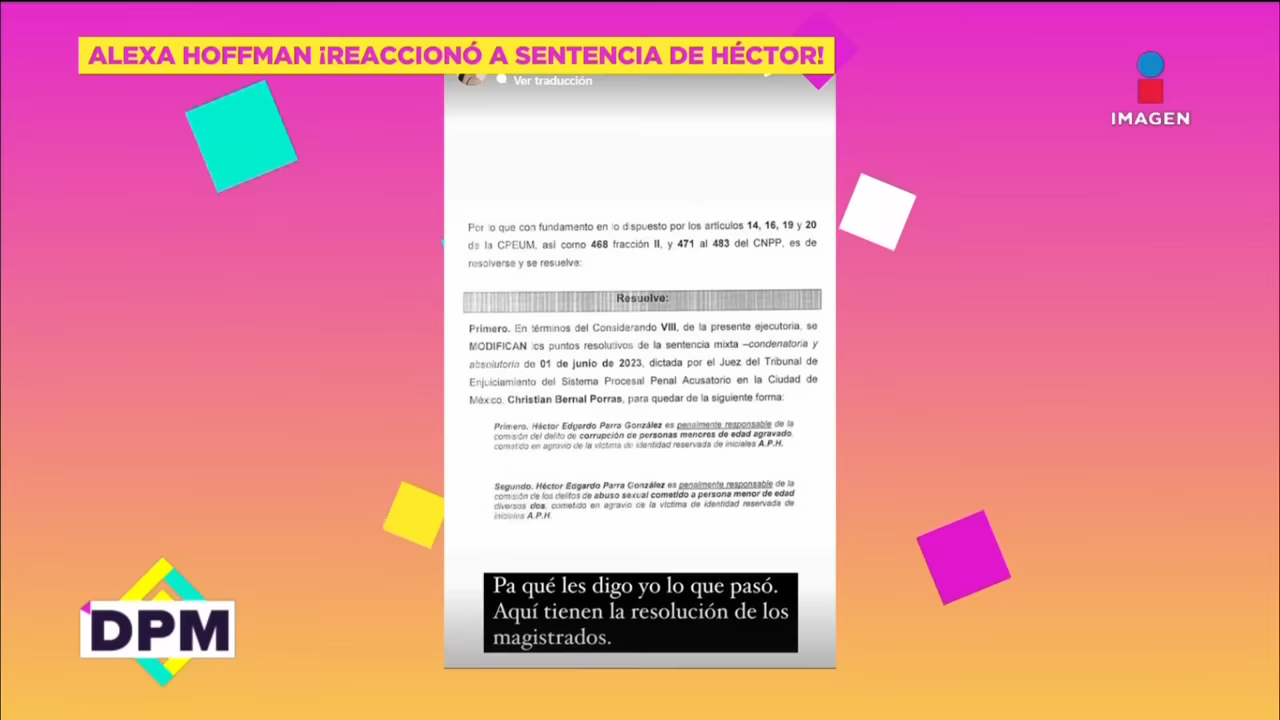 ALEXA HOFFMAN ¡REACCIONÓ A SENTENCIA DE HÉCTOR!
Ver traducción
IMAGEN
Por lo que con fundamento en lo dispuesto por los artículos 14, 16, 19 y 20
de la CPEUM, así como 468 fracción II, y 471 al 483 del CNPP, es de
resolverse y se resuelve:
Resuelve:
Primero. En términos del Considerando VIII, de la presente ejecutoria, se
MODIFICAN los puntos resolutivos de la sentencia mixta –condenatoria y
absolutoria de 01 de junio de 2023, dictada por el Juez del Tribunal de
Enjuiciamiento del Sistema Procesal Penal Acusatorio en la Ciudad de
México, Christian Bernal Porras, para quedar de la siguiente forma:
Primero. Héctor Edgardo Parra González es penalmente responsable de la
comisión del delito de corrupción de personas menores de edad agravado,
cometido en agravio de la víctima de identidad reservada de iniciales A.P.H.
Segundo. Héctor Edgardo Parra González es penalmente responsable de la
comisión de los delitos de abuso sexual cometido a persona menor de edad
diversos dos, cometido en agravio de la víctima de identidad reservada de
iniciales A.P.H.
Pa qué les digo yo lo que pasó.
Aquí tienen la resolución de los
magistrados.
DPM